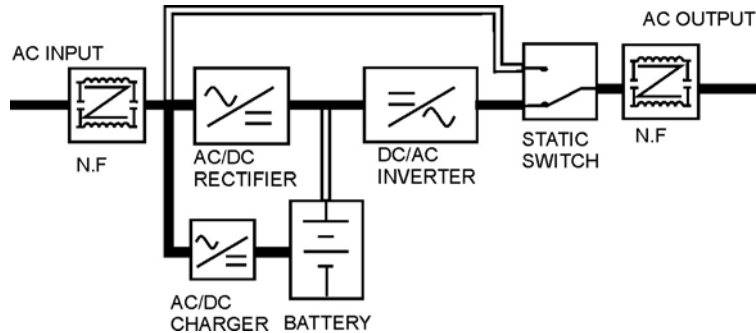 AC INPUT
AC OUTPUT
N.F
AC/DC
RECTIFIER
DC/AC
INVERTER
STATIC
SWITCH
N.F
AC/DC
CHARGER
BATTERY